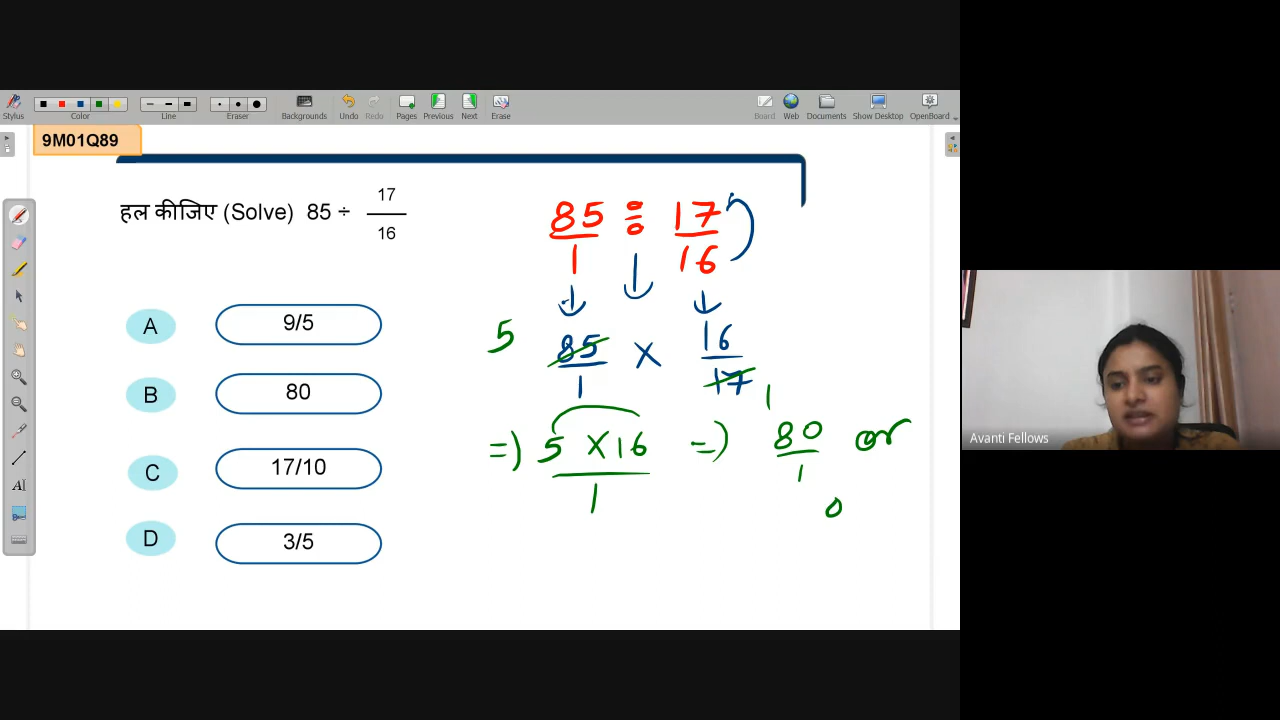 Stylus Color Line Eraser Backgrounds Undo Redo Pages Previous Next Erase Board Web Documents Show Desktop OpenBoard
9M01Q89
हल कीजिए (Solve) 85 ÷ 17/16
A 9/5
B 80
C 17/10
D 3/5
85/1 ÷ 17/16
5 85/1 × 16/17 1
=) 5 × 16/1 =) 80/1 or
0
Avanti Fellows